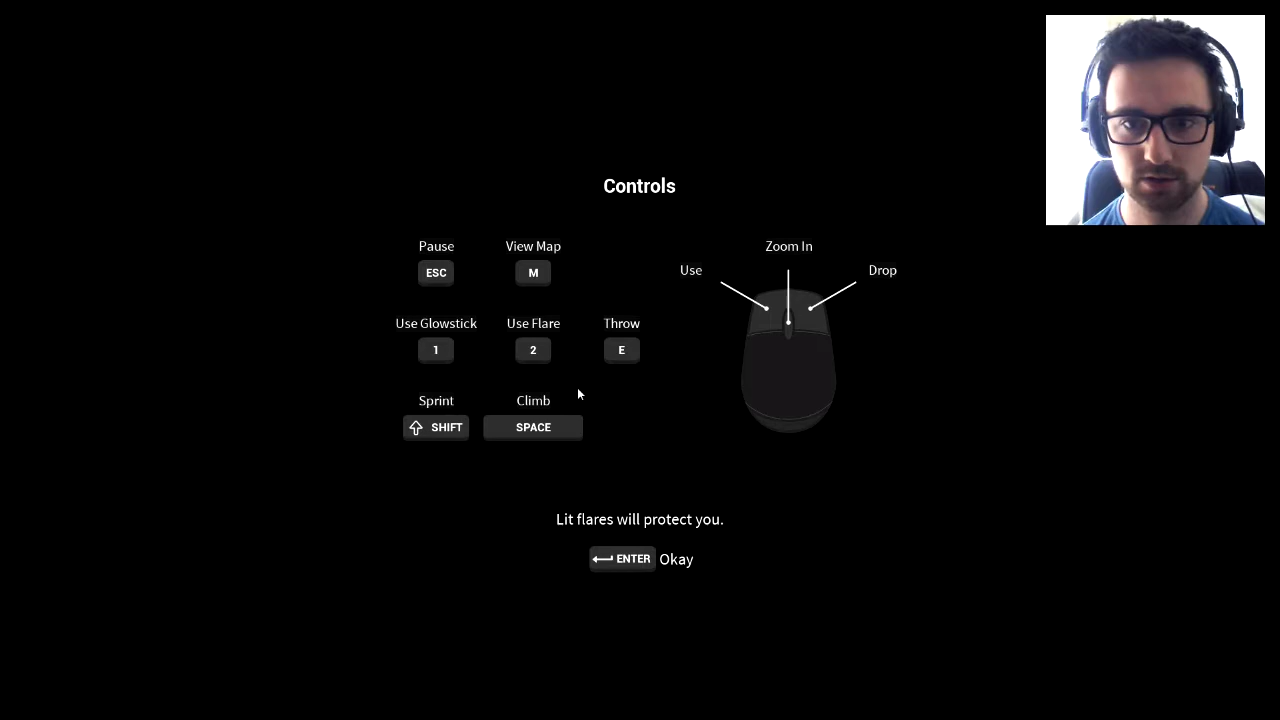 Controls
Pause View Map
ESC M
Zoom In
Use Drop
Use Glowstick Use Flare Throw
1 2 E
Sprint Climb
SHIFT SPACE
Lit flares will protect you.
ENTER Okay